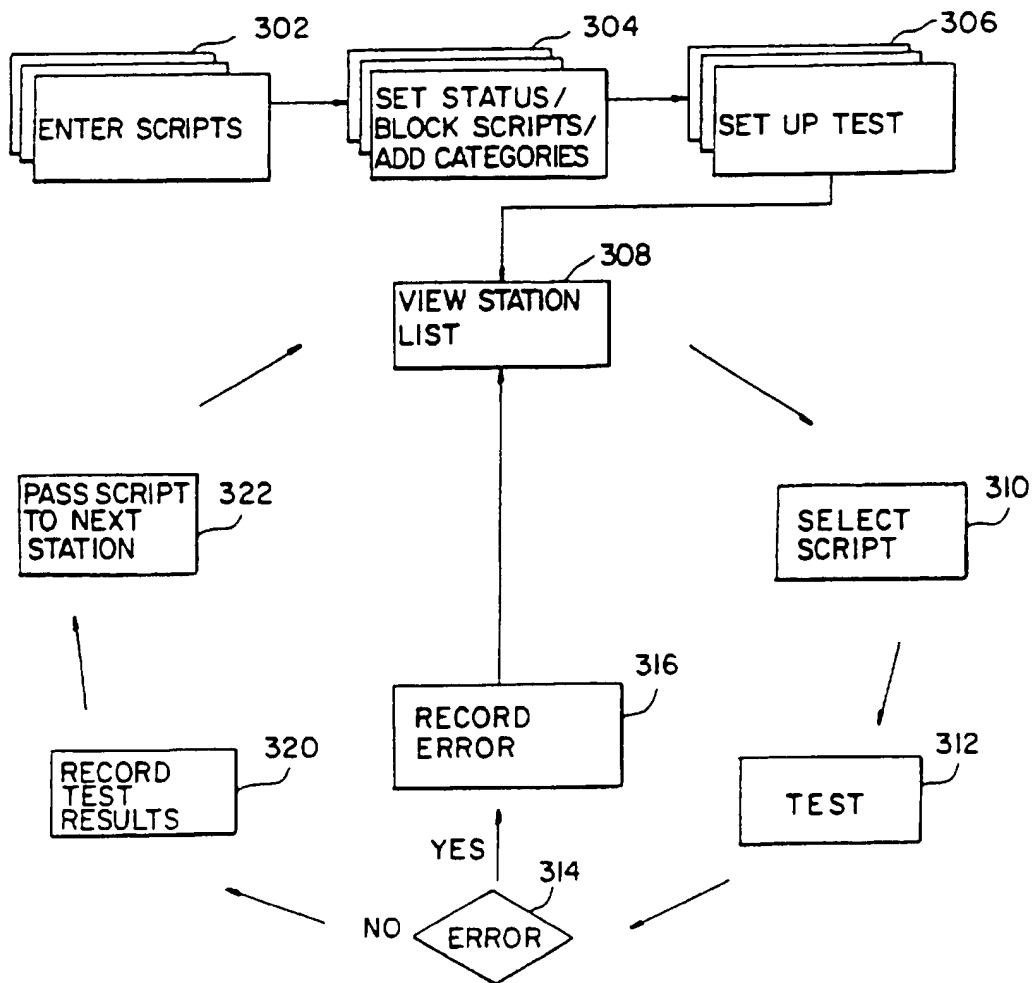 302
ENTER SCRIPTS
304
SET STATUS/
BLOCK SCRIPTS/
ADD CATEGORIES
306
SET UP TEST
308
VIEW STATION
LIST
310
SELECT
SCRIPT
312
TEST
314
ERROR
YES
NO
316
RECORD
ERROR
320
RECORD
TEST
RESULTS
322
PASS SCRIPT
TO NEXT
STATION